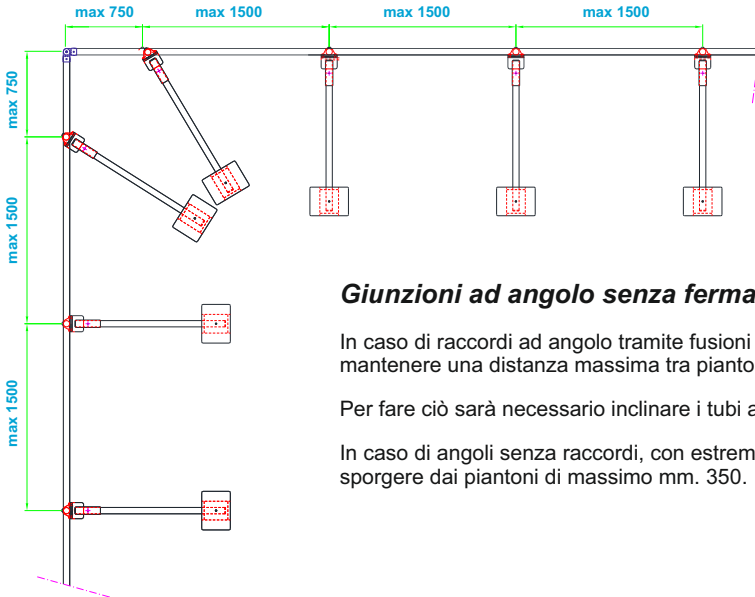 max 750
max 1500
max 1500
max 1500
max 750
max 1500
max 1500
Giunzioni ad angolo senza ferma
In caso di raccordi ad angolo tramite fusioni
mantenere una distanza massima tra pianto
Per fare ciò sarà necessario inclinare i tubi a
In caso di angoli senza raccordi, con estrem
sporgere dai piantoni di massimo mm. 350.